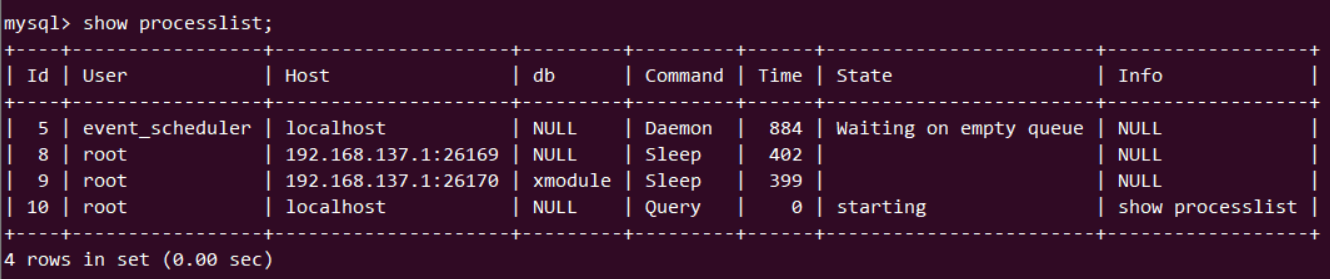 mysql> show processlist;
+----+-----------------+----------------------+---------+---------+------+------------------------+------------------+
| Id | User            | Host                 | db      | Command | Time | State                  | Info             |
+----+-----------------+----------------------+---------+---------+------+------------------------+------------------+
|  5 | event_scheduler | localhost            | NULL    | Daemon  |  884 | Waiting on empty queue | NULL             |
|  8 | root            | 192.168.137.1:26169 | NULL    | Sleep   |  402 |                        | NULL             |
|  9 | root            | 192.168.137.1:26170 | xmodule | Sleep   |  399 |                        | NULL             |
| 10 | root            | localhost            | NULL    | Query   |    0 | starting               | show processlist |
+----+-----------------+----------------------+---------+---------+------+------------------------+------------------+
4 rows in set (0.00 sec)